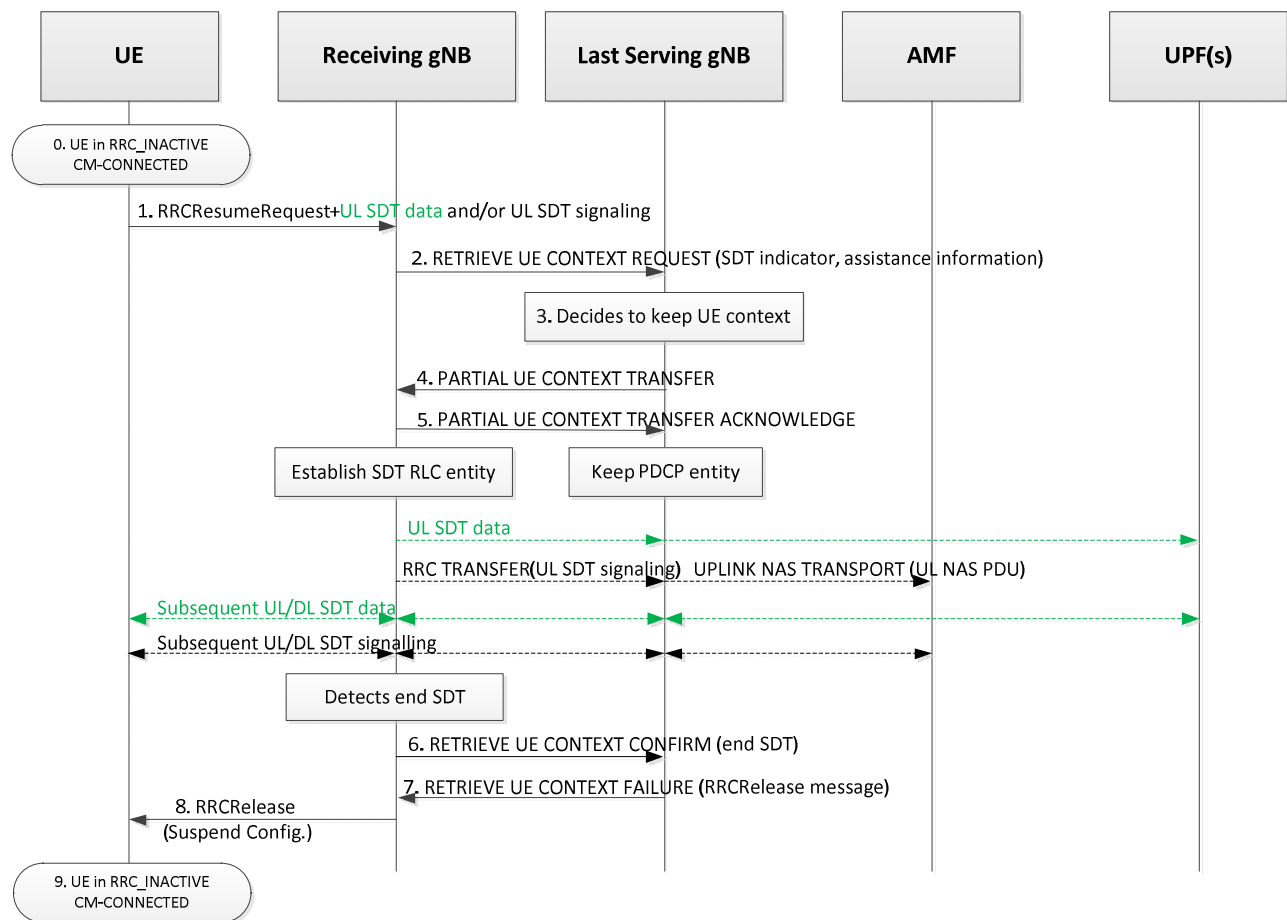 UE
Receiving gNB
Last Serving gNB
AMF
UPF(s)
0. UE in RRC_INACTIVE
CM-CONNECTED
1. RRCResumeRequest+UL SDT data and/or UL SDT signaling
2. RETRIEVE UE CONTEXT REQUEST (SDT indicator, assistance information)
3. Decides to keep UE context
4. PARTIAL UE CONTEXT TRANSFER
5. PARTIAL UE CONTEXT TRANSFER ACKNOWLEDGE
Establish SDT RLC entity
Keep PDCP entity
UL SDT data
RRC TRANSFER(UL SDT signaling)
UPLINK NAS TRANSPORT (UL NAS PDU)
Subsequent UL/DL SDT data
Subsequent UL/DL SDT signalling
Detects end SDT
6. RETRIEVE UE CONTEXT CONFIRM (end SDT)
7. RETRIEVE UE CONTEXT FAILURE (RRCRelease message)
8. RRCRelease
(Suspend Config.)
9. UE in RRC_INACTIVE
CM-CONNECTED